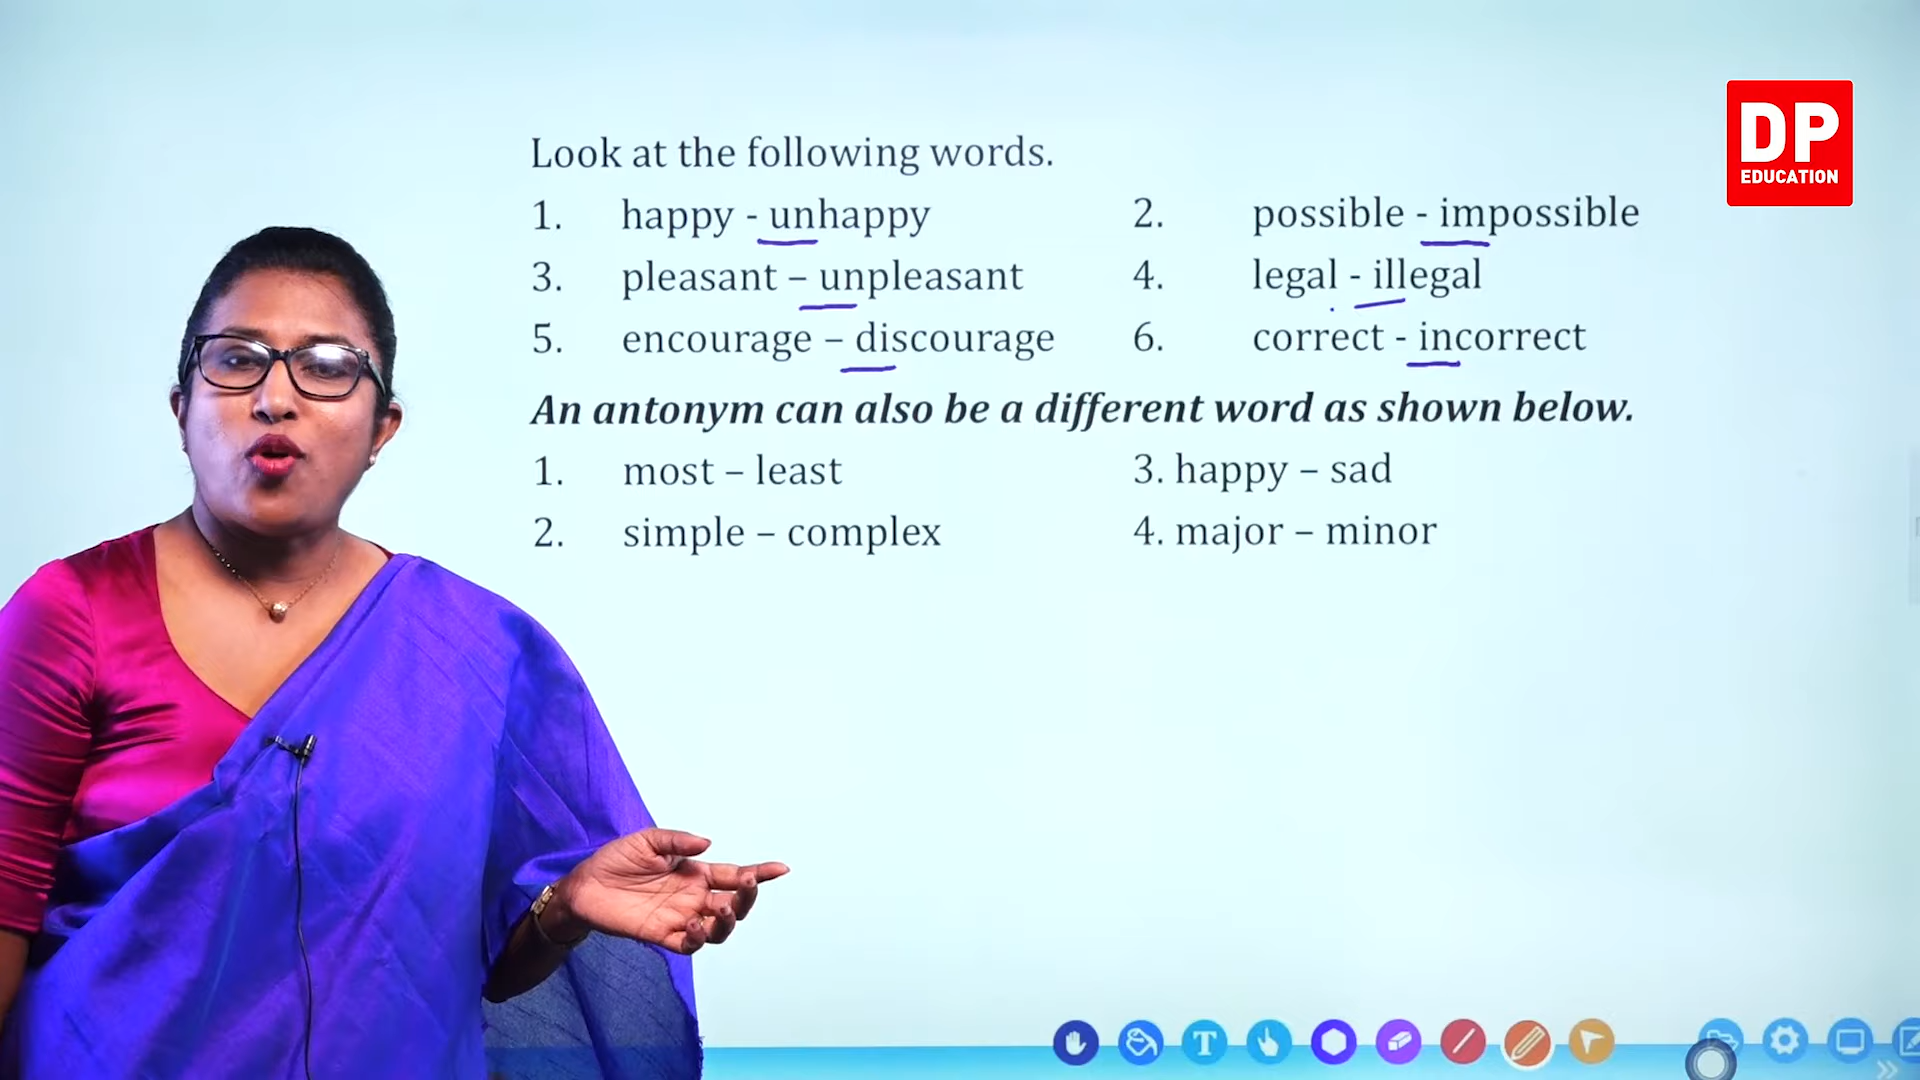 DP
EDUCATION
Look at the following words.
1. happy - unhappy 2. possible - impossible
3. pleasant – unpleasant 4. legal - illegal
5. encourage – discourage 6. correct - incorrect
An antonym can also be a different word as shown below.
1. most – least 3. happy – sad
2. simple – complex 4. major – minor
T